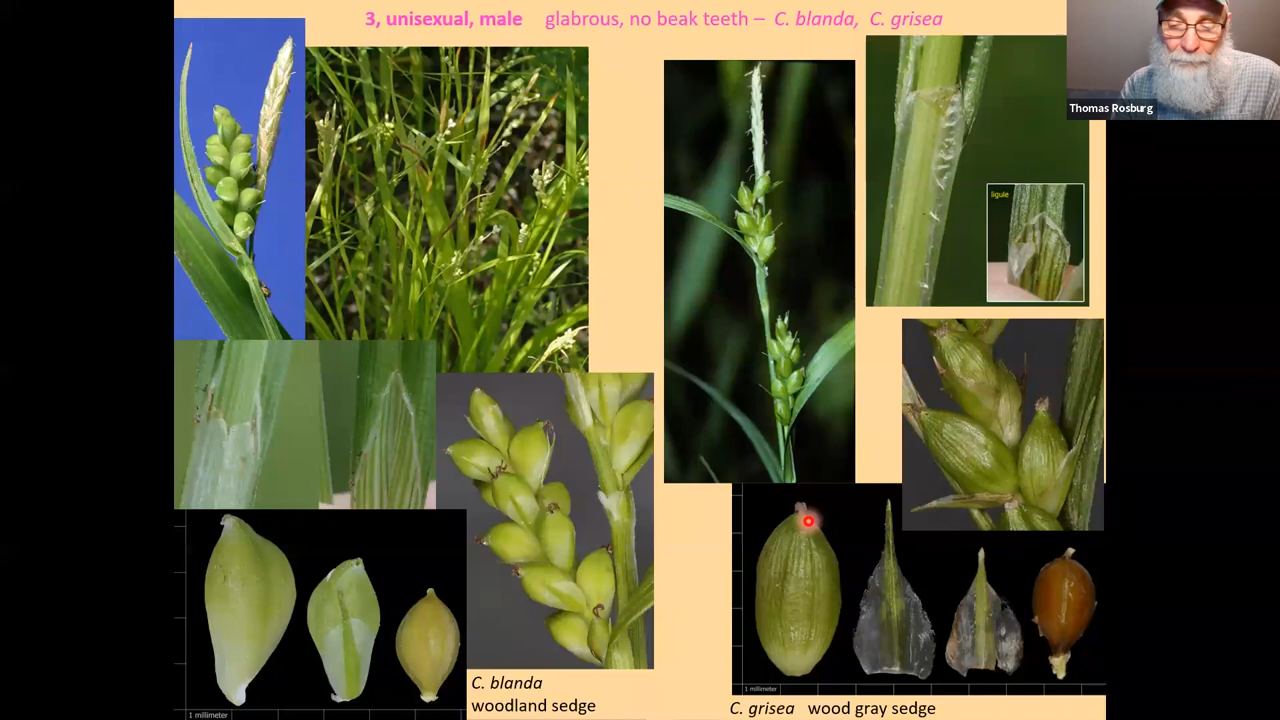 3, unisexual, male glabrous, no beak teeth – C. blanda, C. grisea
Thomas Rosburg
ligule
1 millimeter
1 millimeter
C. blanda
woodland sedge
C. grisea wood gray sedge